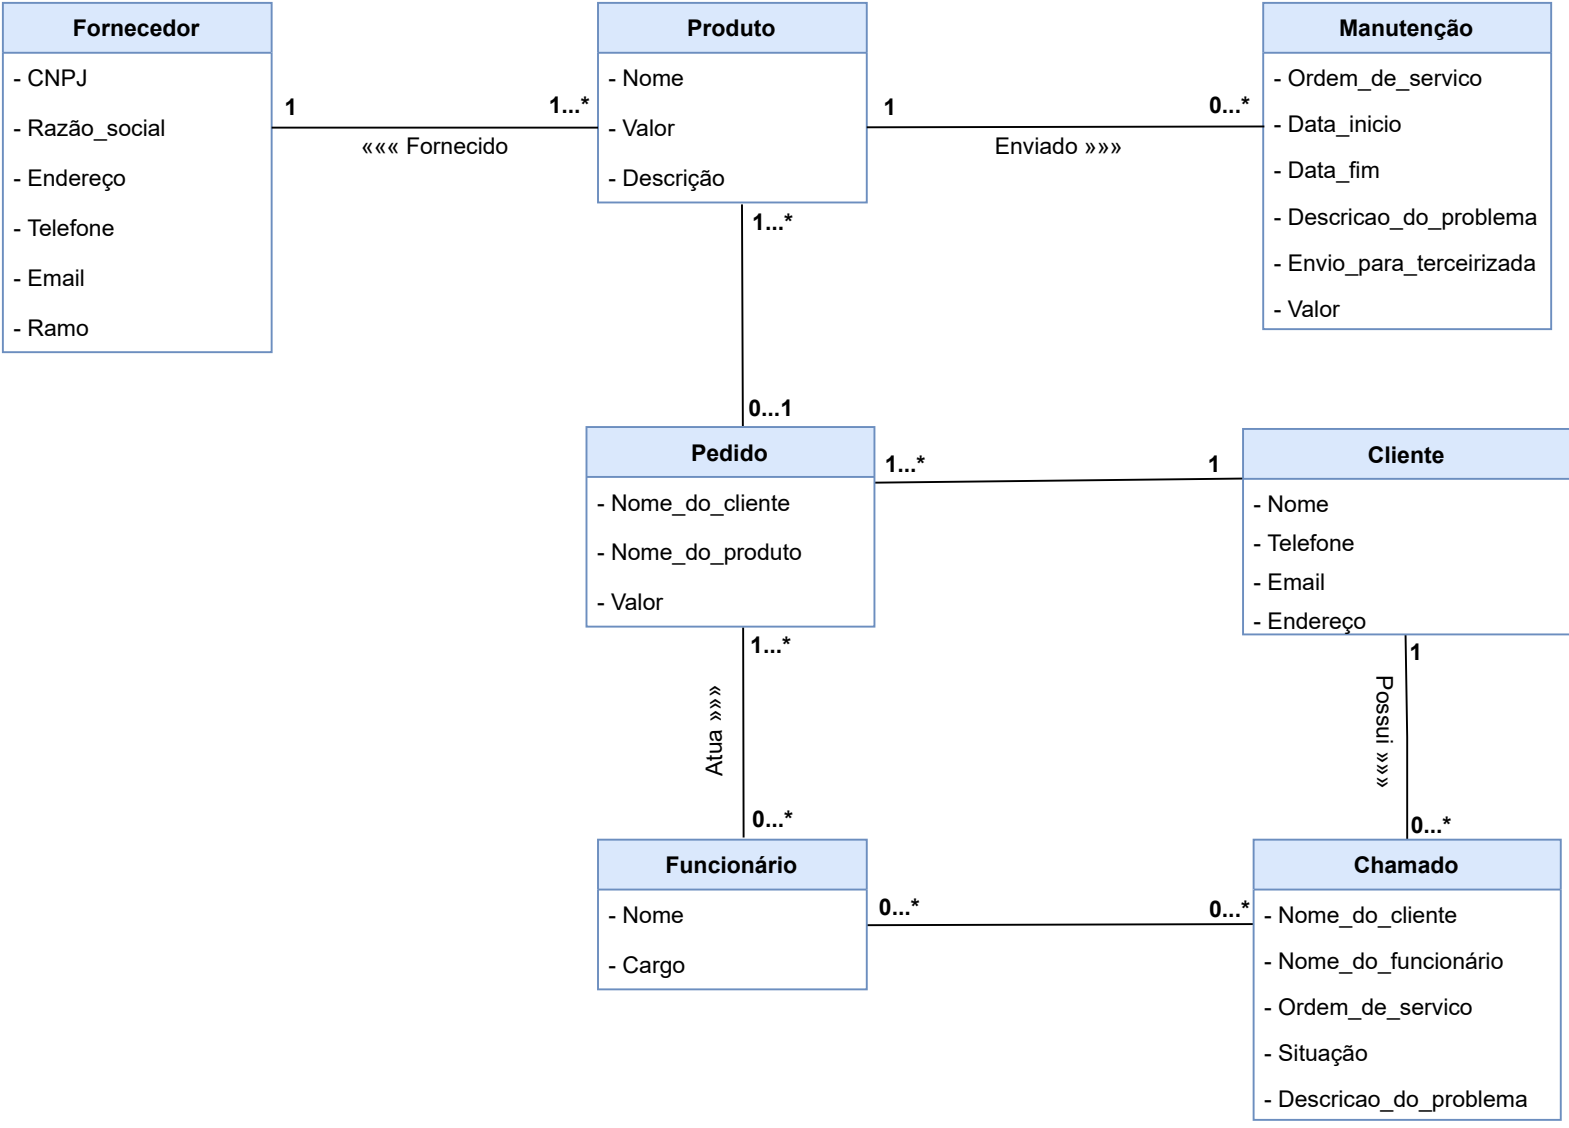 Fornecedor
- CNPJ
- Razão_social
- Endereço
- Telefone
- Email
- Ramo
1
1...*
««« Fornecido
Produto
- Nome
- Valor
- Descrição
1
0...*
Enviado »»»
Manutenção
- Ordem_de_servico
- Data_inicio
- Data_fim
- Descricao_do_problema
- Envio_para_terceirizada
- Valor
1...*
0...1
Pedido
- Nome_do_cliente
- Nome_do_produto
- Valor
1...*
1
Cliente
- Nome
- Telefone
- Email
- Endereço
1...*
Atua »»»
0...*
1
Possui »»»
0...*
Funcionário
- Nome
- Cargo
0...*
0...*
Chamado
- Nome_do_cliente
- Nome_do_funcionário
- Ordem_de_servico
- Situação
- Descricao_do_problema